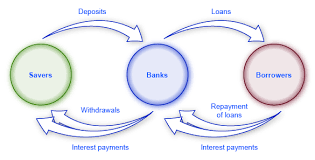 Deposits
Loans
Savers
Banks
Borrowers
Withdrawals
Repayment
of loans
Interest payments
Interest payments